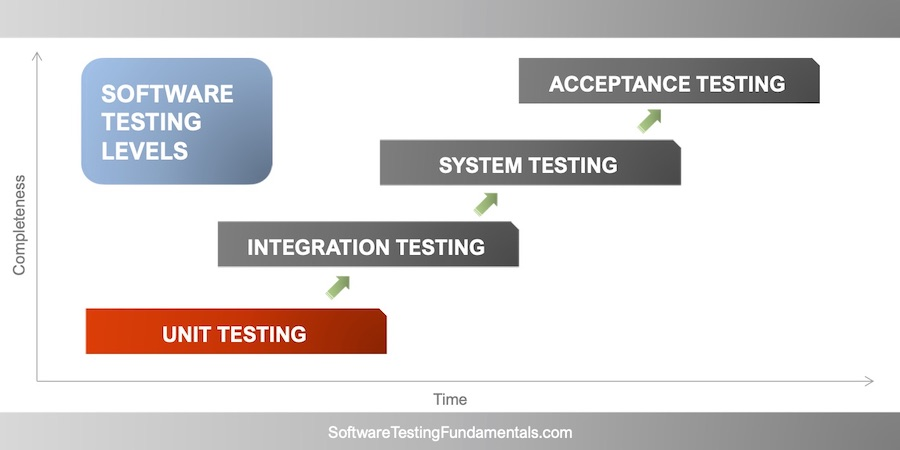 SOFTWARE
TESTING
LEVELS
ACCEPTANCE TESTING
SYSTEM TESTING
INTEGRATION TESTING
UNIT TESTING
Completeness
Time
SoftwareTestingFundamentals.com